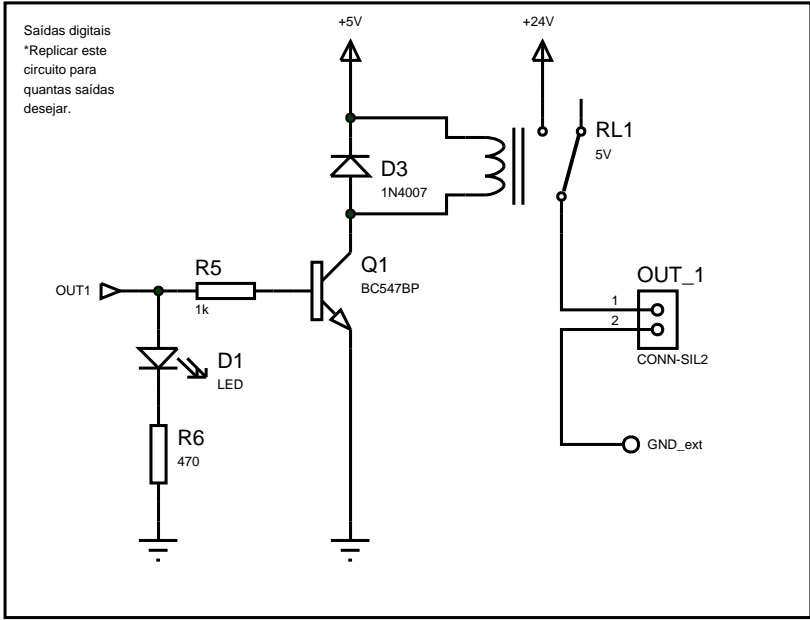 Saídas digitais
*Replicar este
circuito para
quantas saídas
desejar.
+5V
+24V
D3
1N4007
RL1
5V
Q1
BC547BP
OUT1
R5
1k
OUT_1
1
2
CONN-SIL2
D1
LED
R6
470
GND_ext